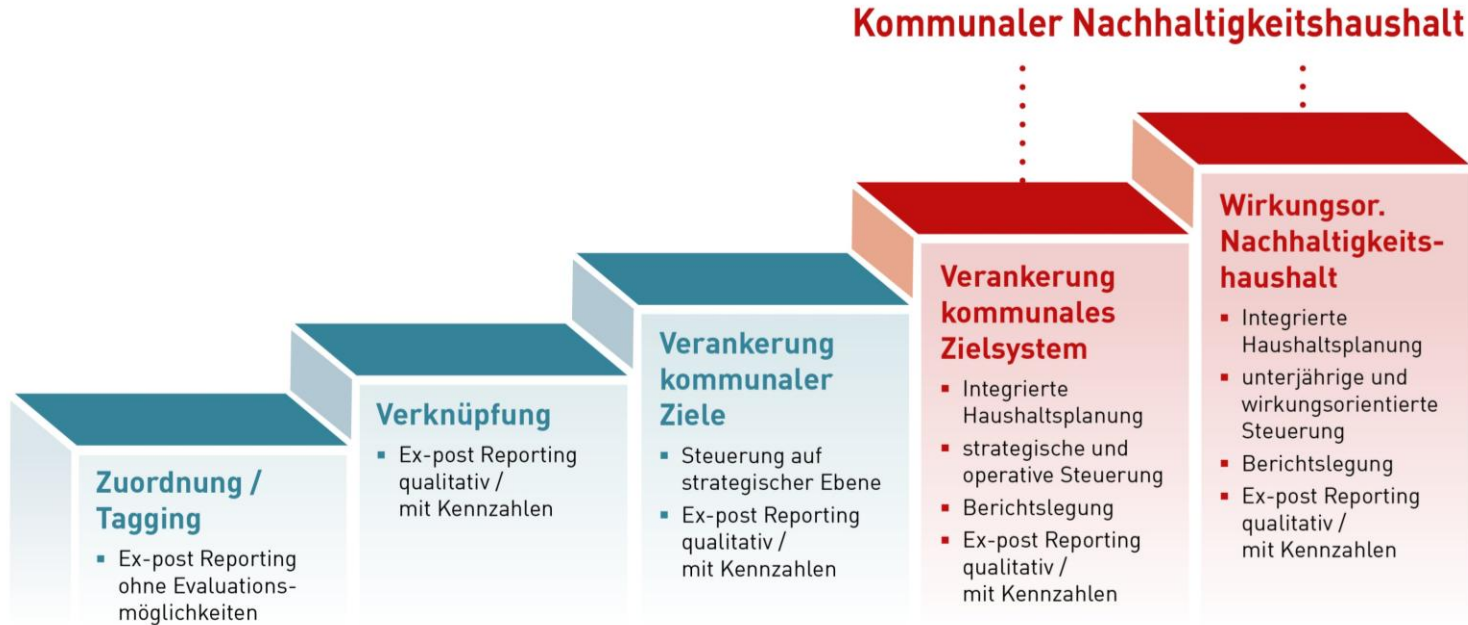 Kommunaler Nachhaltigkeitshaushalt
Zuordnung /
Tagging
▪ Ex-post Reporting
ohne Evaluations-
möglichkeiten
Verknüpfung
▪ Ex-post Reporting
qualitativ /
mit Kennzahlen
Verankerung
kommunaler
Ziele
▪ Steuerung auf
strategischer Ebene
▪ Ex-post Reporting
qualitativ /
mit Kennzahlen
Verankerung
kommunales
Zielsystem
▪ Integrierte
Haushaltsplanung
▪ strategische und
operative Steuerung
▪ Berichtslegung
▪ Ex-post Reporting
qualitativ /
mit Kennzahlen
Wirkungsor.
Nachhaltigkeits-
haushalt
▪ Integrierte
Haushaltsplanung
▪ unterjährige und
wirkungsorientierte
Steuerung
▪ Berichtslegung
▪ Ex-post Reporting
qualitativ /
mit Kennzahlen